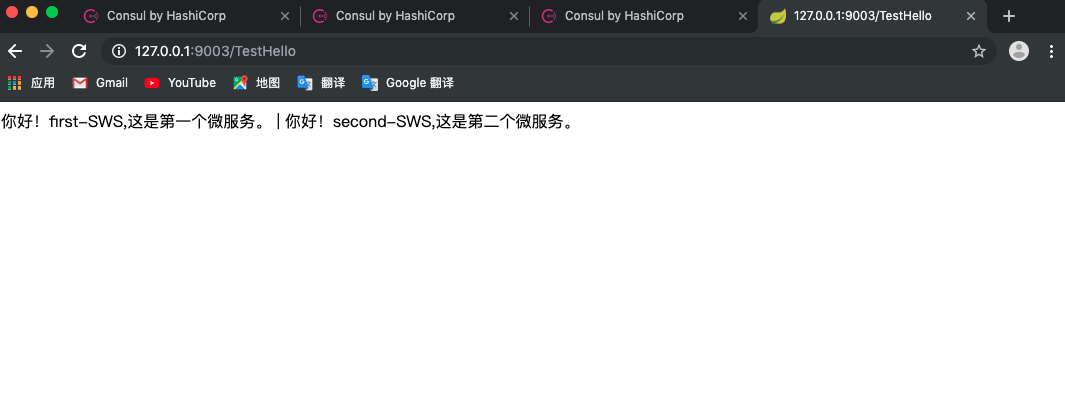 Consul by HashiCorp
Consul by HashiCorp
Consul by HashiCorp
127.0.0.1:9003/TestHello
127.0.0.1:9003/TestHello
应用 Gmail YouTube 地图 翻译 Google 翻译
你好！first-SWS,这是第一个微服务。 | 你好！second-SWS,这是第二个微服务。